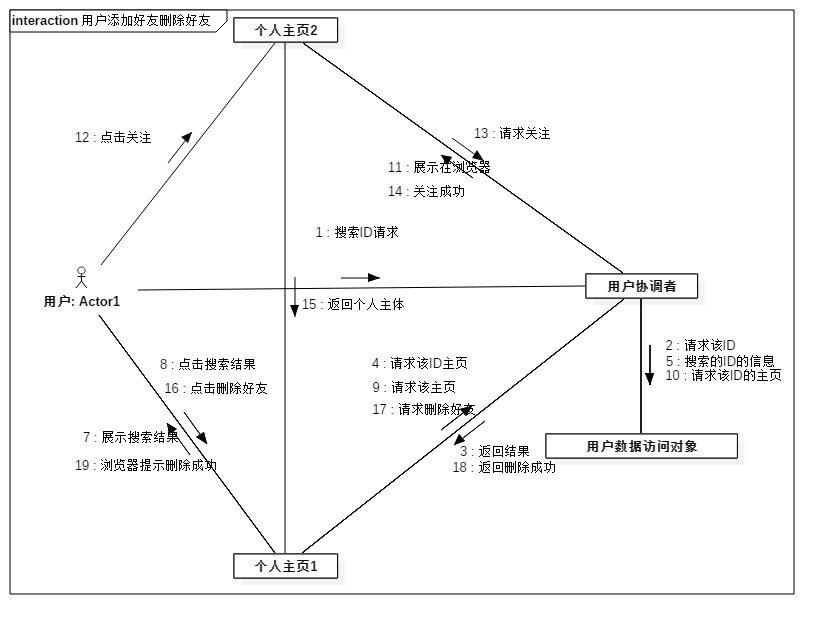 interaction 用户添加好友删除好友
个人主页2
12 : 点击关注
13 : 请求关注
11 : 展示在浏览器
14 : 关注成功
1 : 搜索ID请求
用户: Actor1
用户协调者
15 : 返回个人主体
2 : 请求该ID
5 : 搜索的ID的信息
10 : 请求该ID的主页
8 : 点击搜索结果
16 : 点击删除好友
4 : 请求该ID主页
9 : 请求该主页
17 : 请求删除好友
7 : 展示搜索结果
19 : 浏览器提示删除成功
3 : 返回结果
18 : 返回删除成功
用户数据访问对象
个人主页1